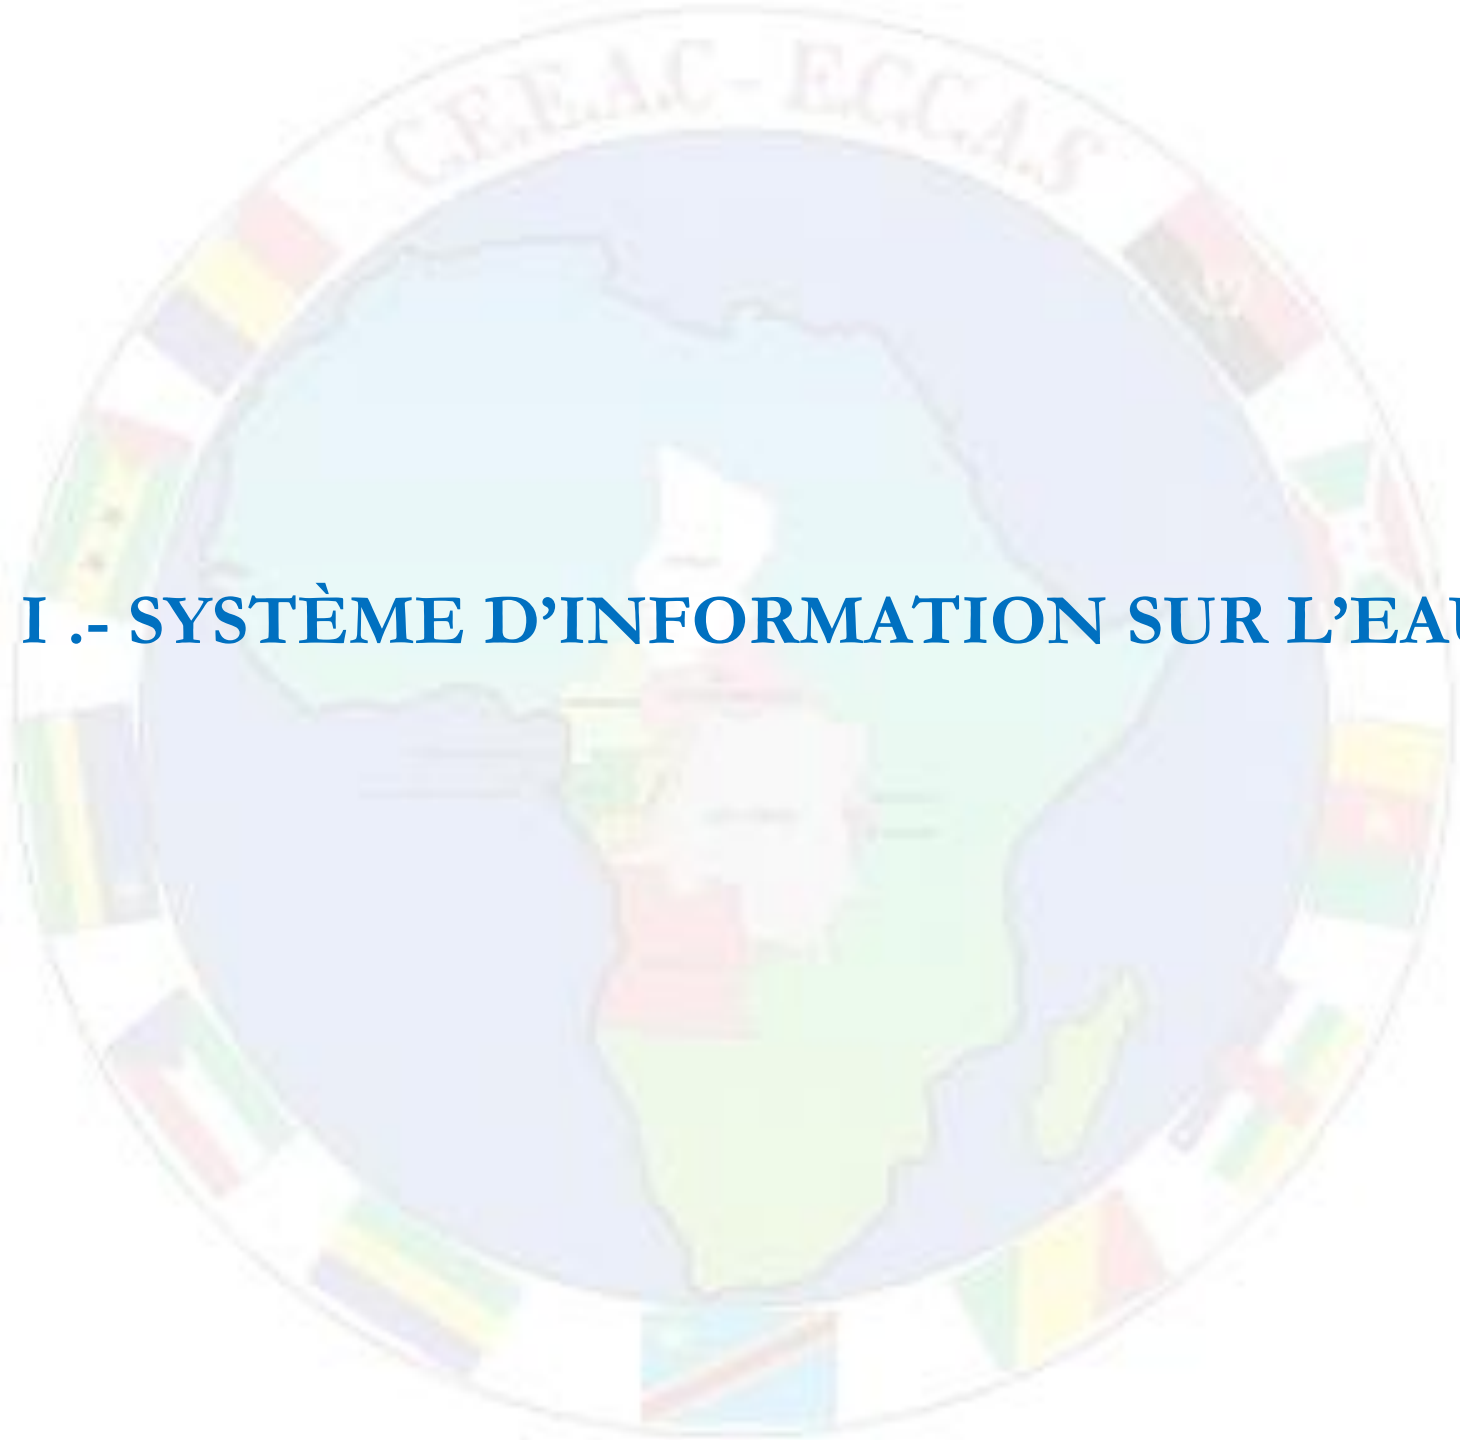 C.E.E.A.C - E.C.C.A.S
I .- SYSTÈME D’INFORMATION SUR L’EAU